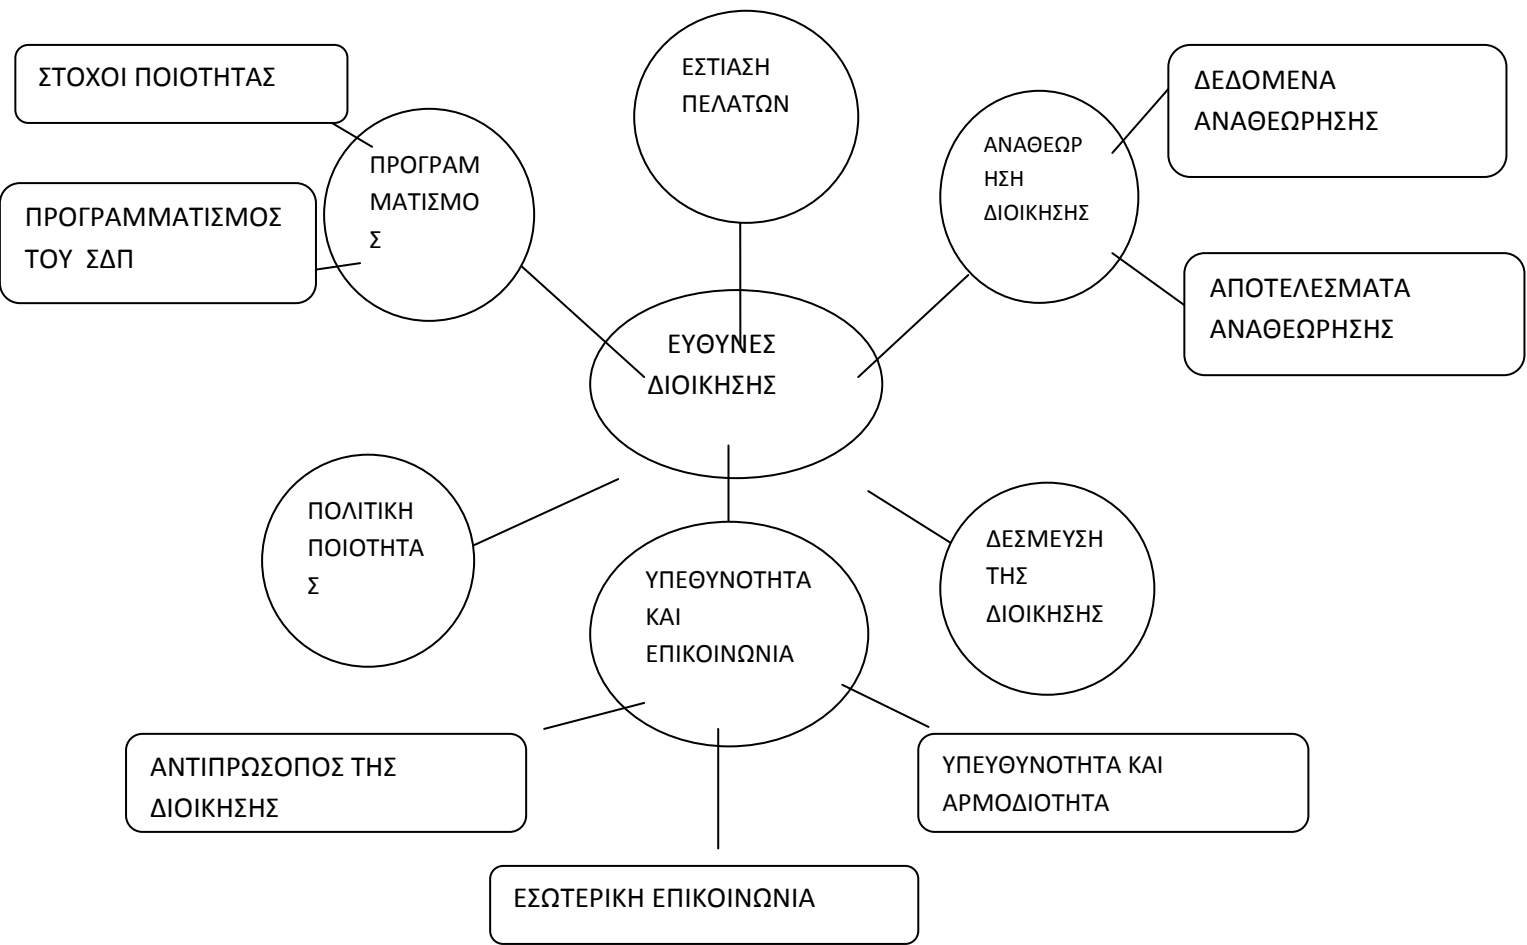 ΣΤΟΧΟΙ ΠΟΙΟΤΗΤΑΣ
ΠΡΟΓΡΑΜΜΑΤΙΣΜΟΣ
ΤΟΥ ΣΔΠ
ΠΡΟΓΡΑΜ
ΜΑΤΙΣΜΟ
Σ
ΕΣΤΙΑΣΗ
ΠΕΛΑΤΩΝ
ΑΝΑΘΕΩΡ
ΗΣΗ
ΔΙΟΙΚΗΣΗΣ
ΔΕΔΟΜΕΝΑ
ΑΝΑΘΕΩΡΗΣΗΣ
ΑΠΟΤΕΛΕΣΜΑΤΑ
ΑΝΑΘΕΩΡΗΣΗΣ
ΕΥΘΥΝΕΣ
ΔΙΟΙΚΗΣΗΣ
ΠΟΛΙΤΙΚΗ
ΠΟΙΟΤΗΤΑ
Σ
ΥΠΕΘΥΝΟΤΗΤΑ
ΚΑΙ
ΕΠΙΚΟΙΝΩΝΙΑ
ΔΕΣΜΕΥΣΗ
ΤΗΣ
ΔΙΟΙΚΗΣΗΣ
ΑΝΤΙΠΡΩΣΟΠΟΣ ΤΗΣ
ΔΙΟΙΚΗΣΗΣ
ΥΠΕΥΘΥΝΟΤΗΤΑ ΚΑΙ
ΑΡΜΟΔΙΟΤΗΤΑ
ΕΣΩΤΕΡΙΚΗ ΕΠΙΚΟΙΝΩΝΙΑ